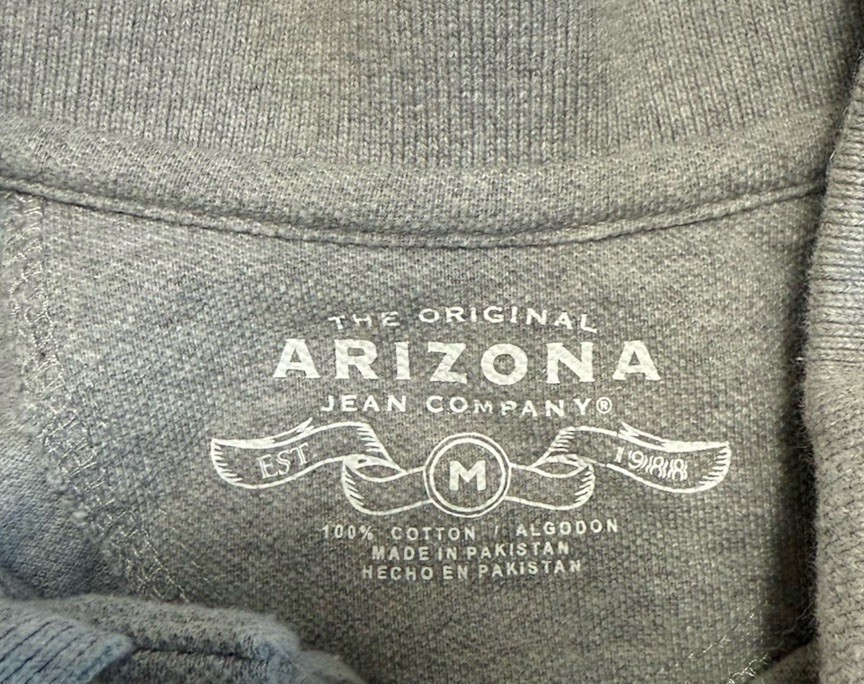 THE ORIGINAL
ARIZONA
JEAN COMPANY®
EST M 1988
100% COTTON / ALGODON
MADE IN PAKISTAN
HECHO EN PAKISTAN